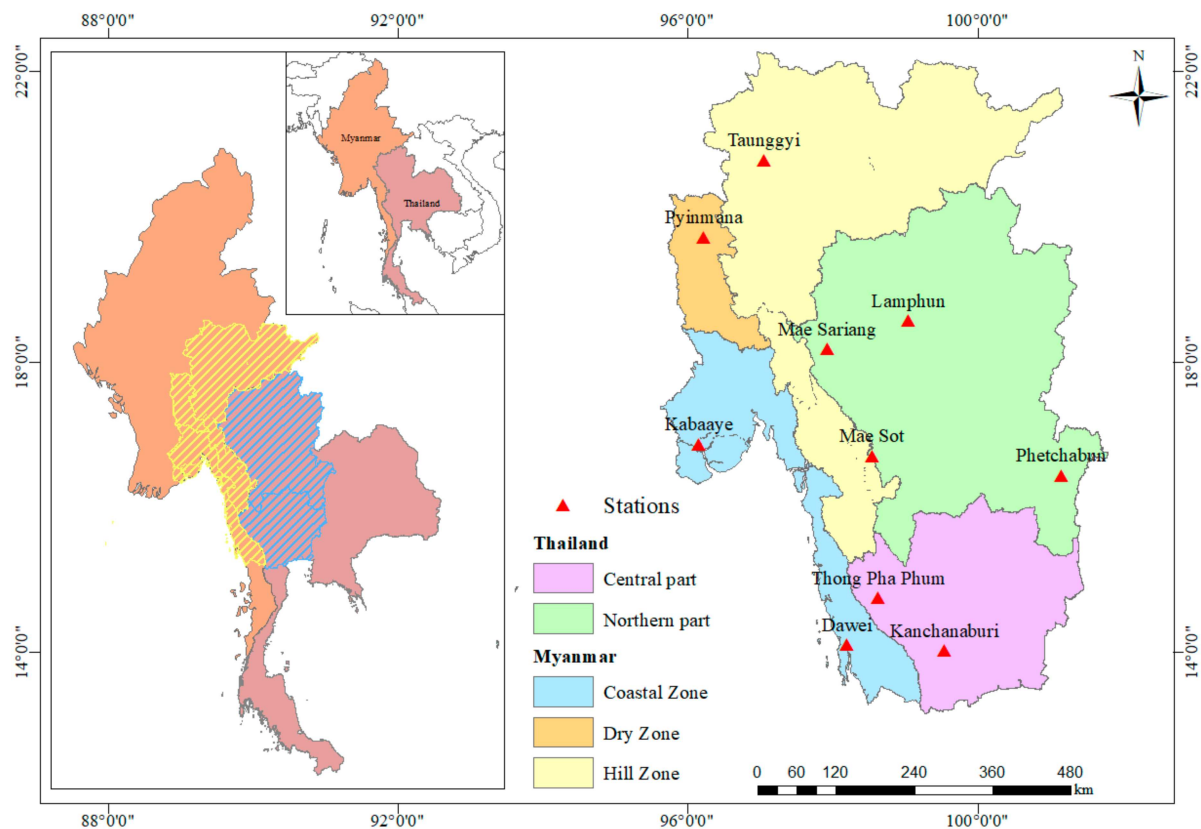 88°0'0"
92°0'0"
96°0'0"
100°0'0"
22°0'0"
22°0'0"
N
Myanmar
Thailand
Taunggyi
Pyinmana
Lamphun
Mae Sariang
18°0'0"
18°0'0"
Kabaaye
Mae Sot
Phetchabun
Stations
Thailand
Central part
Northern part
Thong Pha Phum
Dawei
Kanchanaburi
14°0'0"
14°0'0"
Myanmar
Coastal Zone
Dry Zone
Hill Zone
0 60 120 240 360 480
km
88°0'0"
92°0'0"
96°0'0"
100°0'0"